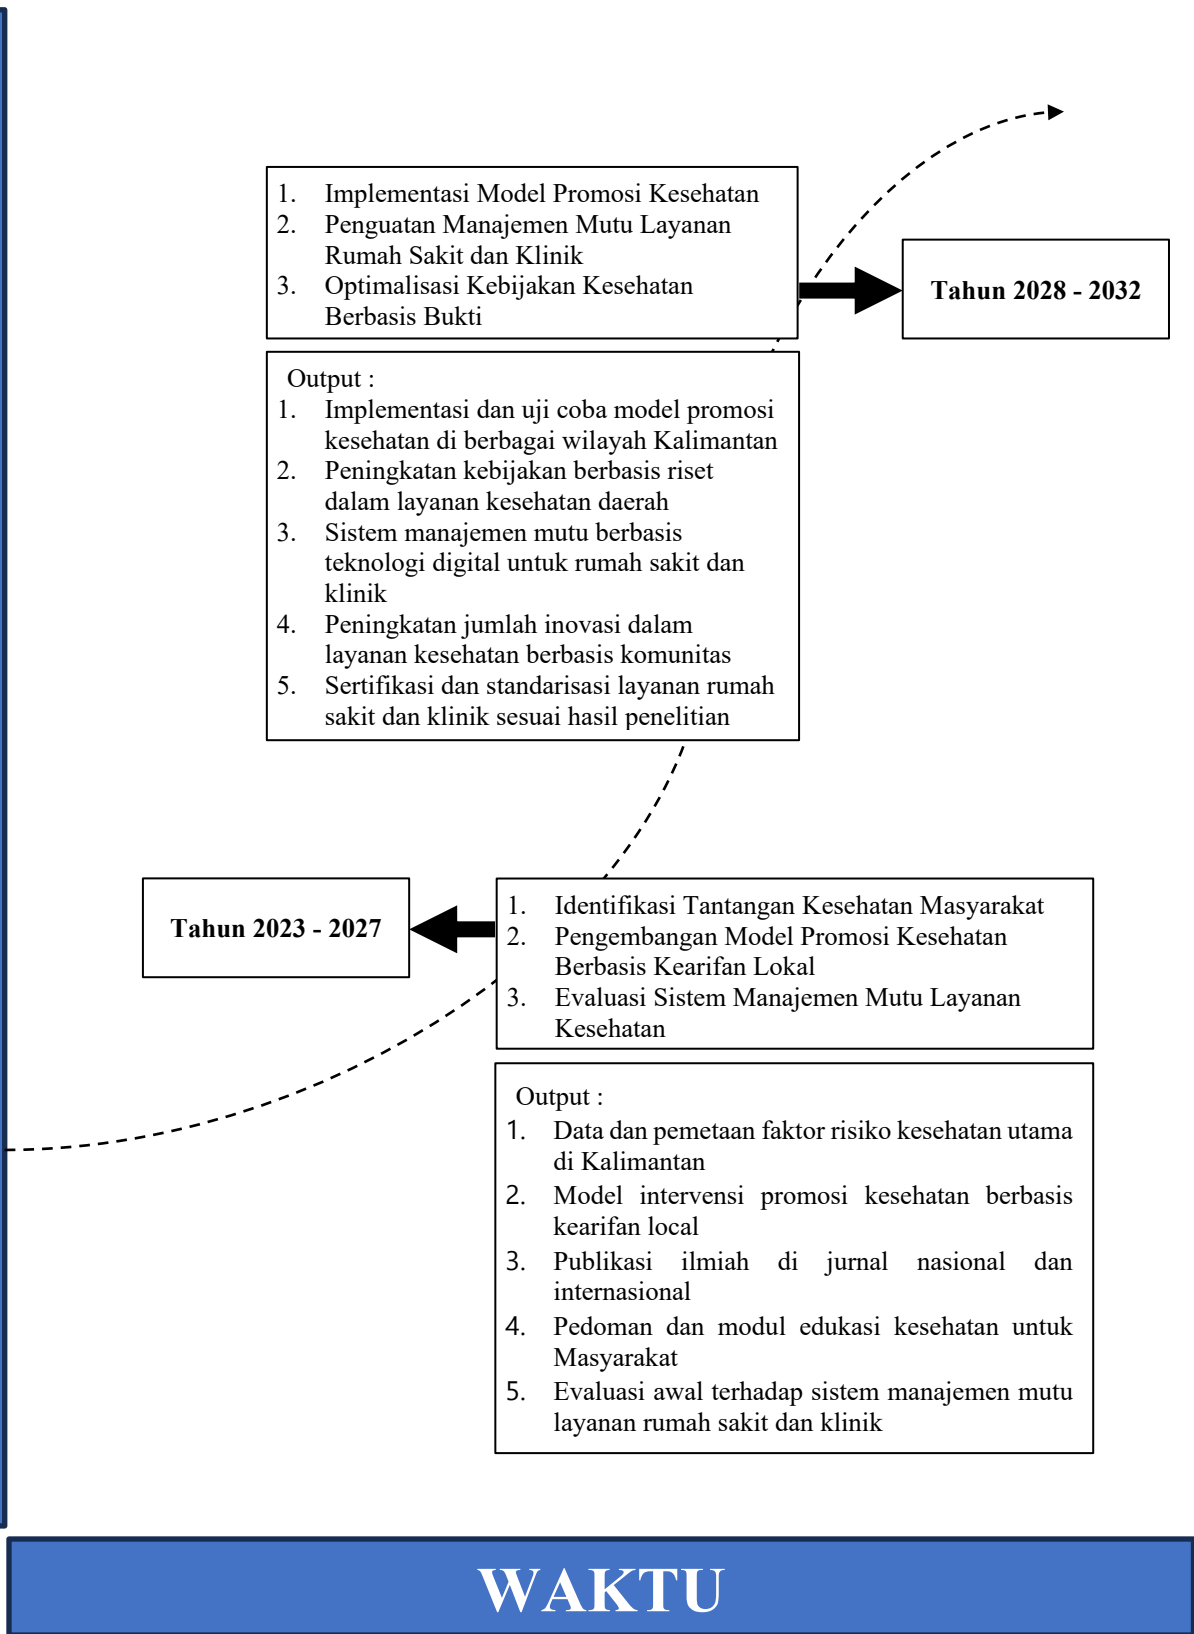 1. Implementasi Model Promosi Kesehatan
2. Penguatan Manajemen Mutu Layanan
Rumah Sakit dan Klinik
3. Optimalisasi Kebijakan Kesehatan
Berbasis Bukti
Tahun 2028 - 2032
Output :
1. Implementasi dan uji coba model promosi
kesehatan di berbagai wilayah Kalimantan
2. Peningkatan kebijakan berbasis riset
dalam layanan kesehatan daerah
3. Sistem manajemen mutu berbasis
teknologi digital untuk rumah sakit dan
klinik
4. Peningkatan jumlah inovasi dalam
layanan kesehatan berbasis komunitas
5. Sertifikasi dan standarisasi layanan rumah
sakit dan klinik sesuai hasil penelitian
Tahun 2023 - 2027
1. Identifikasi Tantangan Kesehatan Masyarakat
2. Pengembangan Model Promosi Kesehatan
Berbasis Kearifan Lokal
3. Evaluasi Sistem Manajemen Mutu Layanan
Kesehatan
Output :
1. Data dan pemetaan faktor risiko kesehatan utama
di Kalimantan
2. Model intervensi promosi kesehatan berbasis
kearifan local
3. Publikasi ilmiah di jurnal nasional dan
internasional
4. Pedoman dan modul edukasi kesehatan untuk
Masyarakat
5. Evaluasi awal terhadap sistem manajemen mutu
layanan rumah sakit dan klinik
WAKTU